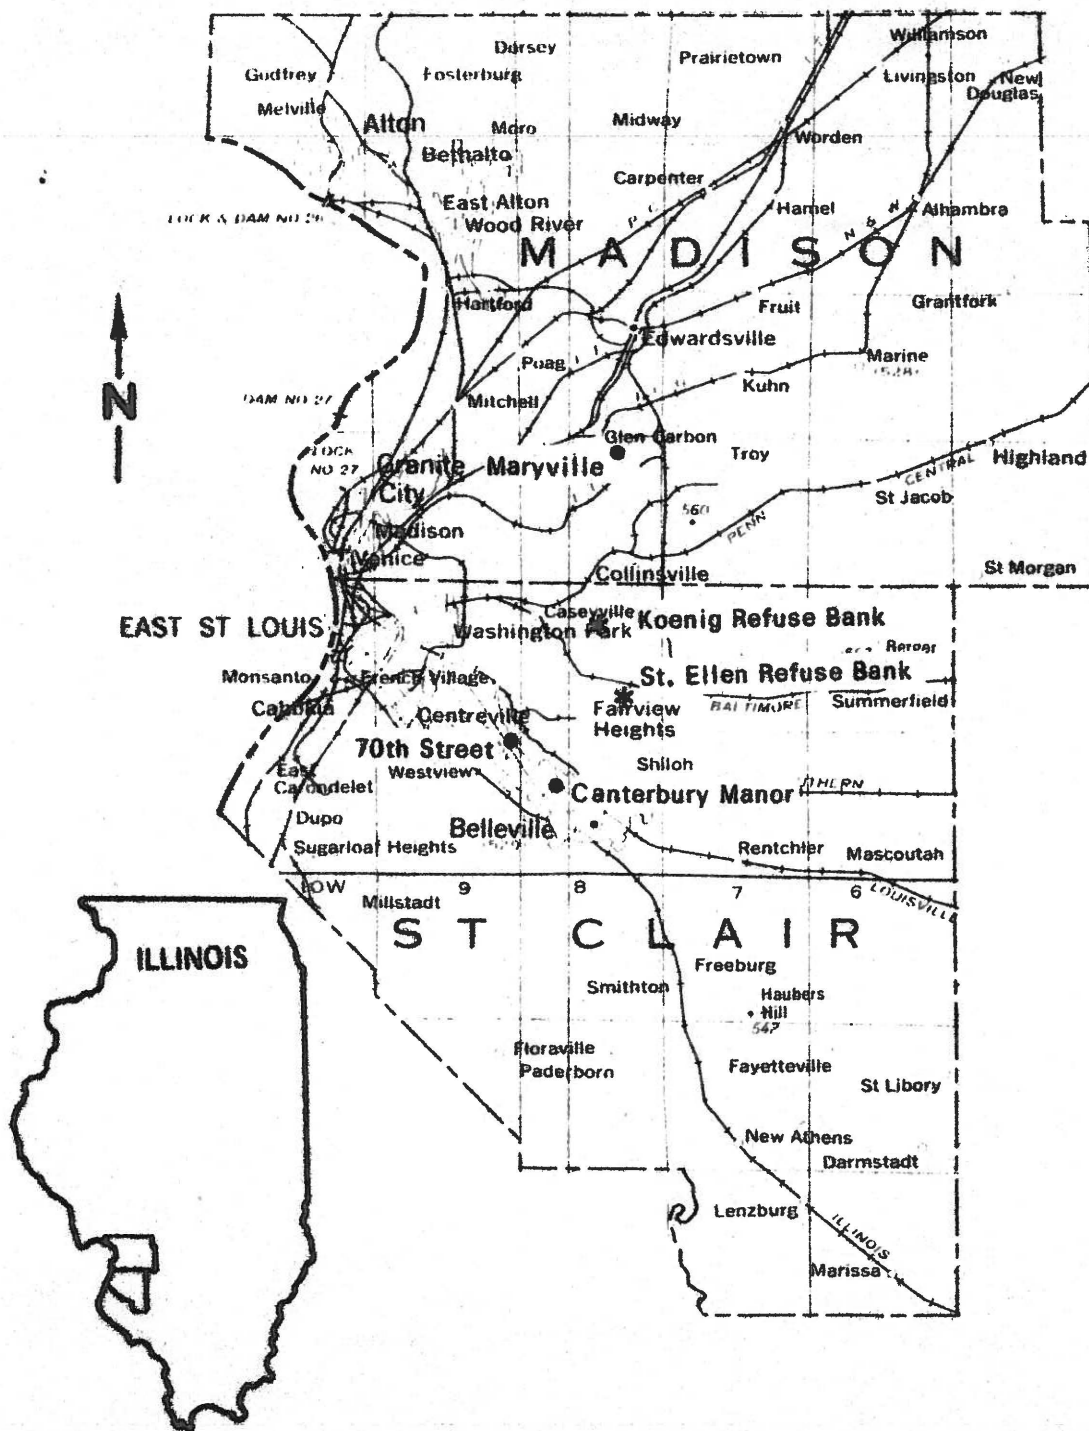 Williamson
Dorsey
Prairietown
Godfrey
Fosterburg
Livingston
New
Douglas
Melville
Alton
Moro
Midway
Worden
Bethalto
Carpenter
East Alton
Hamel
Alhambra
LOCK & DAM NO 26
Wood River
N & W
MADISON
Hartford
Fruit
Grantfork
Edwardsville
Poag
Marine
Kuhn
N
DAM NO 27
Mitchell
Glen Carbon
LOCK
NO 27
Granite
City
Maryville
Troy
CENTRAL
Highland
St Jacob
560
PENN
Madison
Venice
Collinsville
St Morgan
Caseyville
Koenig Refuse Bank
EAST ST LOUIS
Washington Park
Berger
Monsanto
French Village
St. Ellen Refuse Bank
Cahokia
Centreville
Fairview
Heights
BALTIMORE
Summerfield
70th Street
Westview
Shiloh
East
Carondelet
Canterbury Manor
THERN
Dupo
Belleville
Sugarloaf Heights
Rentchler
Mascoutah
10W
9
8
7
6
LOUISVILLE
Millstadt
ST CLAIR
ILLINOIS
Freeburg
Smithton
Haubers
Hill
547
Floraville
Paderborn
Fayetteville
St Libory
New Athens
Darmstadt
Lenzburg
ILLINOIS
Marissa